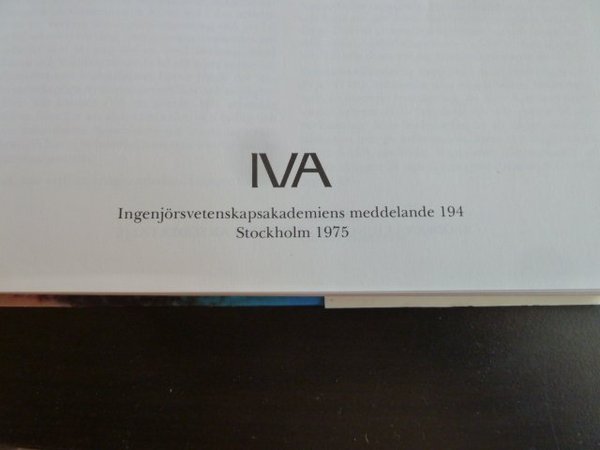 IVA
Ingenjörsvetenskapsakademiens meddelande 194
Stockholm 1975